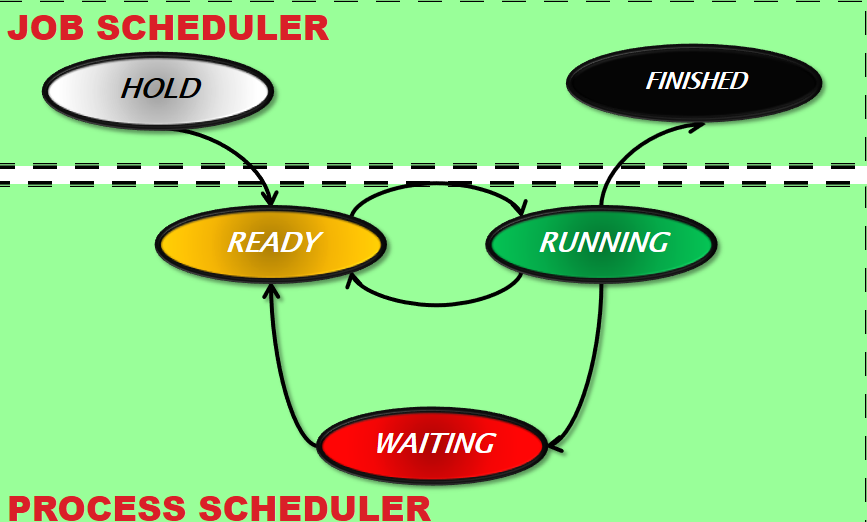 JOB SCHEDULER
HOLD
FINISHED
READY
RUNNING
WAITING
PROCESS SCHEDULER